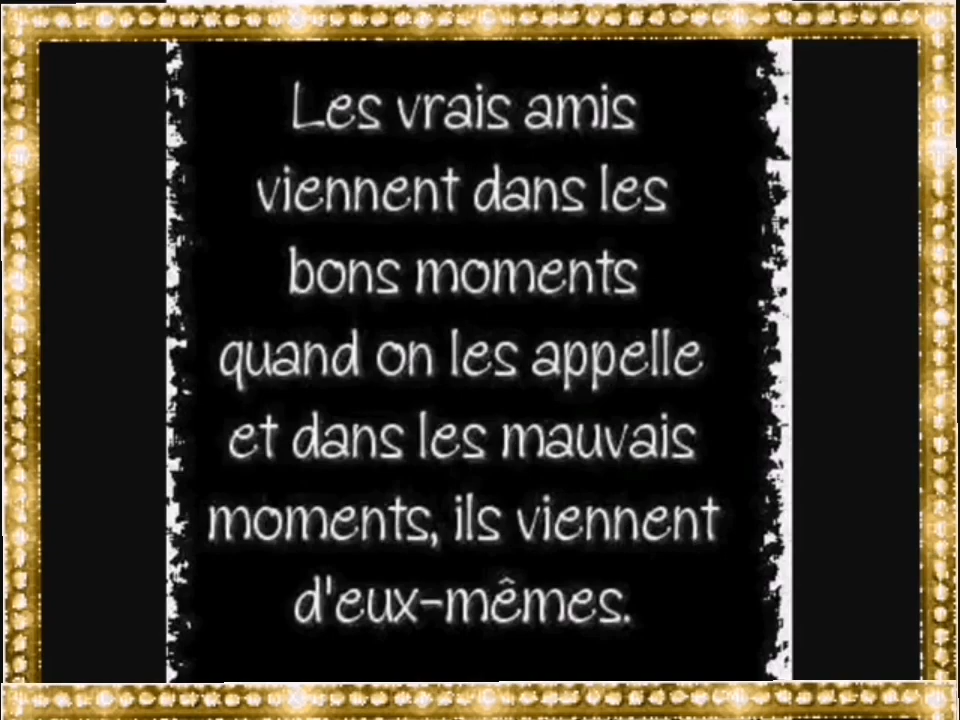 Les vrais amis
viennent dans les
bons moments
quand on les appelle
et dans les mauvais
moments, ils viennent
d'eux-mêmes.